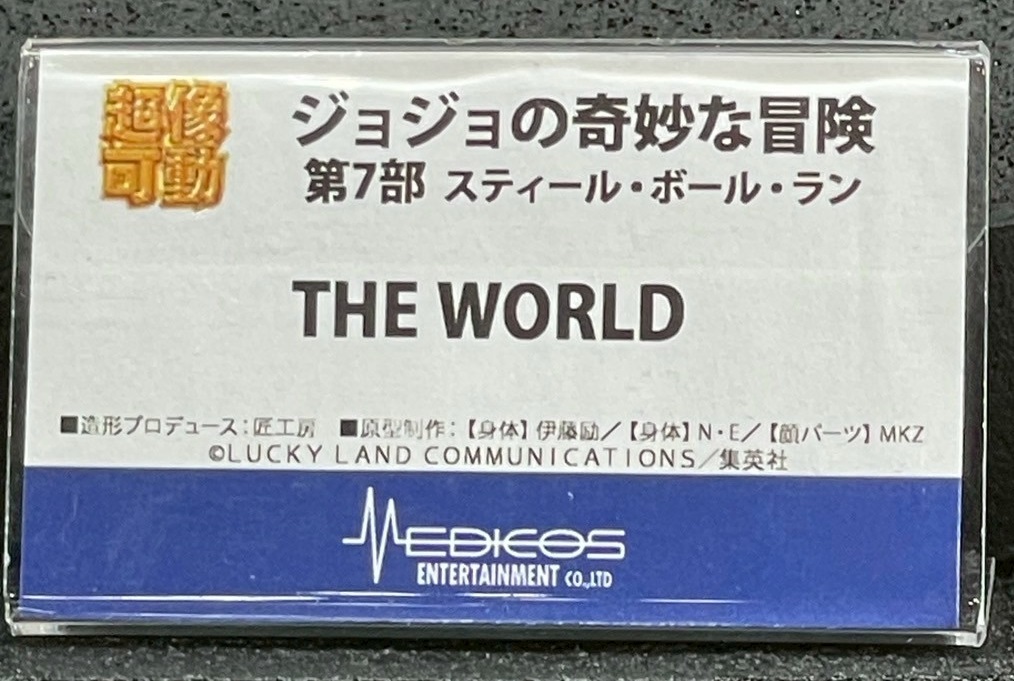 超像
可動
ジョジョの奇妙な冒険
第7部 スティール・ボール・ラン
THE WORLD
■造形プロデュース：匠工房 ■原型制作：【身体】伊藤励／【身体】N・E／【顔パーツ】MKZ
©LUCKY LAND COMMUNICATIONS／集英社
MEDICOS
ENTERTAINMENT CO.,LTD